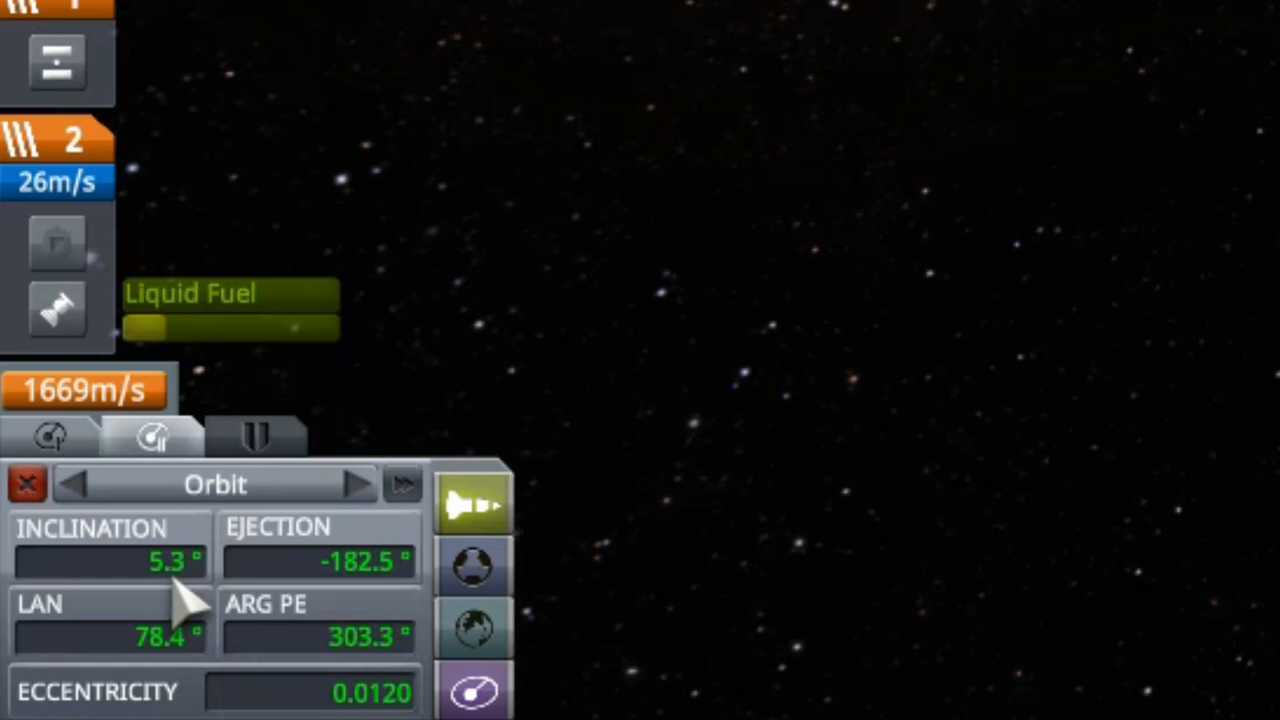 1
2
26m/s
Liquid Fuel
1669m/s
Orbit
INCLINATION EJECTION
5.3 ° -182.5 °
LAN ARG PE
78.4 ° 303.3 °
ECCENTRICITY 0.0120